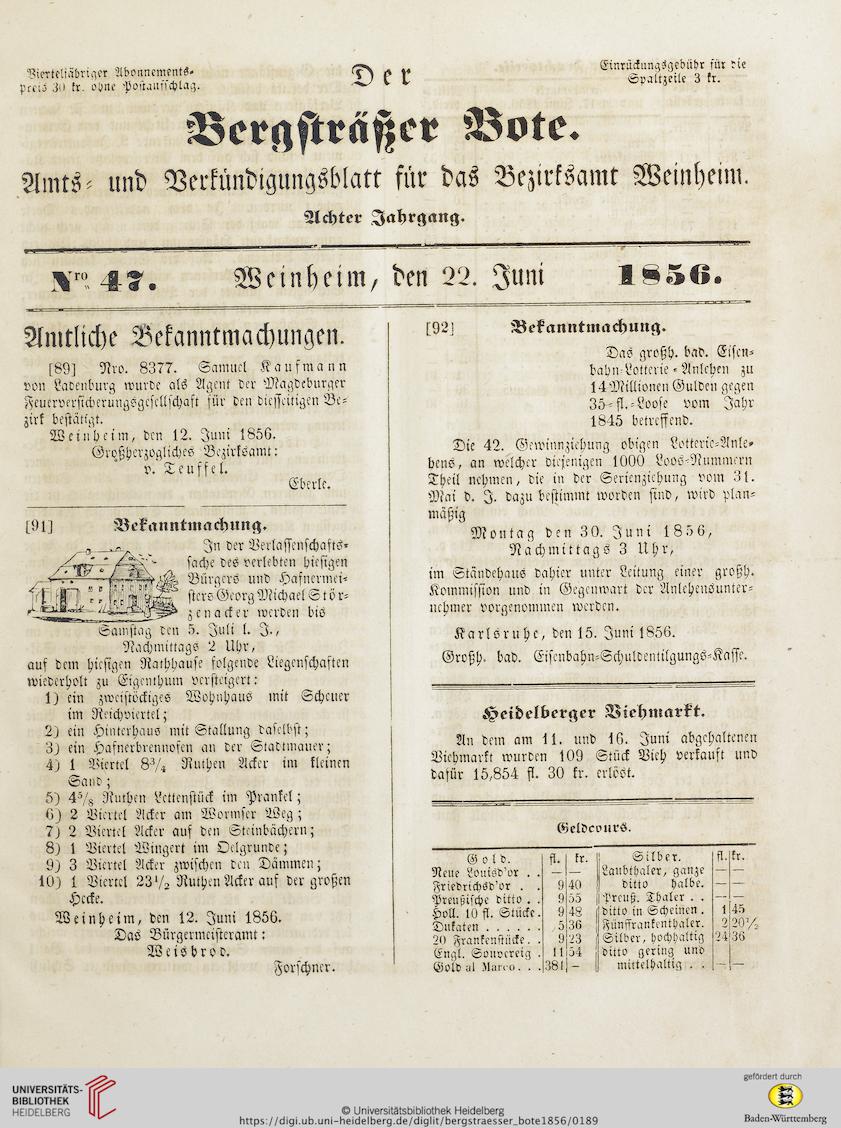 Vierteljähriger Abonnements-
preis 30 kr. ohne Postaufschlag.
Der
Einrückungsgebühr für die
Spaltzeile 3 kr.
Bergsträßer Bote.
Amts- und Verkündigungsblatt für das Bezirksamt Weinheim.
Achter Jahrgang.
Nro 47. Weinheim, den 22. Juni 1856.
Amtliche Bekanntmachungen.
[89] Nro. 8377. Samuel Kaufmann
von Ladenburg wurde als Agent der Magdeburger
Feuerversicherungsgesellschaft für den diesseitigen Be-
zirk bestätigt.
Weinheim, den 12. Juni 1856.
Großherzogliches Bezirksamt:
v. Teuffel.
Eberle.
[91] Bekanntmachung.
In der Verlassenschafts-
sache des verlebten hiesigen
Bürgers und Hafnermei-
sters Georg Michael Stör-
zenacker werden bis
Samstag den 5. Juli l. J.,
Nachmittags 2 Uhr,
auf dem hiesigen Rathhause folgende Liegenschaften
wiederholt zu Eigenthum versteigert:
1) ein zweistöckiges Wohnhaus mit Scheuer
im Reichviertel;
2) ein Hinterhaus mit Stallung daselbst;
3) ein Hafnerbrennofen an der Stadtmauer;
4) 1 Viertel 8¾ Ruthen Acker im kleinen
Sand;
5) 4⅝ Ruthen Lettenstück im Prankel;
6) 2 Viertel Acker am Wormser Weg;
7) 2 Viertel Acker auf den Steinbächern;
8) 1 Viertel Wingert im Oelgrunde;
9) 3 Viertel Acker zwischen den Dämmen;
10) 1 Viertel 23½ Ruthen Acker auf der großen
Hecke.
Weinheim, den 12. Juni 1856.
Das Bürgermeisteramt:
Weisbrod.
Forschner.
[92] Bekanntmachung.
Das großh. bad. Eisen-
bahn-Lotterie-Anlehen zu
14 Millionen Gulden gegen
35-fl.-Loose vom Jahr
1845 betreffend.
Die 42. Gewinnziehung obigen Lotterie-Anle-
hens, an welcher diejenigen 1000 Loos-Nummern
Theil nehmen, die in der Serienziehung vom 31.
Mai d. J. dazu bestimmt worden sind, wird plan-
mäßig
Montag den 30. Juni 1856,
Nachmittags 3 Uhr,
im Ständehaus dahier unter Leitung einer großh.
Kommission und in Gegenwart der Anlehensunter-
nehmer vorgenommen werden.
Karlsruhe, den 15. Juni 1856.
Großh. bad. Eisenbahn-Schuldentilgungs-Kasse.
Heidelberger Viehmarkt.
An dem am 11. und 16. Juni abgehaltenen
Viehmarkt wurden 109 Stück Vieh verkauft und
dafür 15,854 fl. 30 kr. erlöst.
Geldcours.
Gold. fl. kr. Silber. fl. kr.
Neue Louisd'or . . — — Laubthaler, ganze — —
Friedrichsd'or . . 9 40 ditto halbe. — —
Preußische ditto . . 9 55 Preuß. Thaler . . — —
Holl. 10 fl. Stücke. 9 48 ditto in Scheinen . 1 45
Dukaten . . . . . . 5 36 Fünffrankenthaler. 2 20½
20 Frankenstücke. . 9 23 Silber, hochhaltig 24 36
Engl. Souvereig . 11 54 ditto gering und
Gold al Marco. . . 381 — mittelhaltig . . — —
UNIVERSITÄTS-
BIBLIOTHEK
HEIDELBERG
© Universitätsbibliothek Heidelberg
https://digi.ub.uni-heidelberg.de/diglit/bergstraesser_bote1856/0189
gefördert durch
Baden-Württemberg